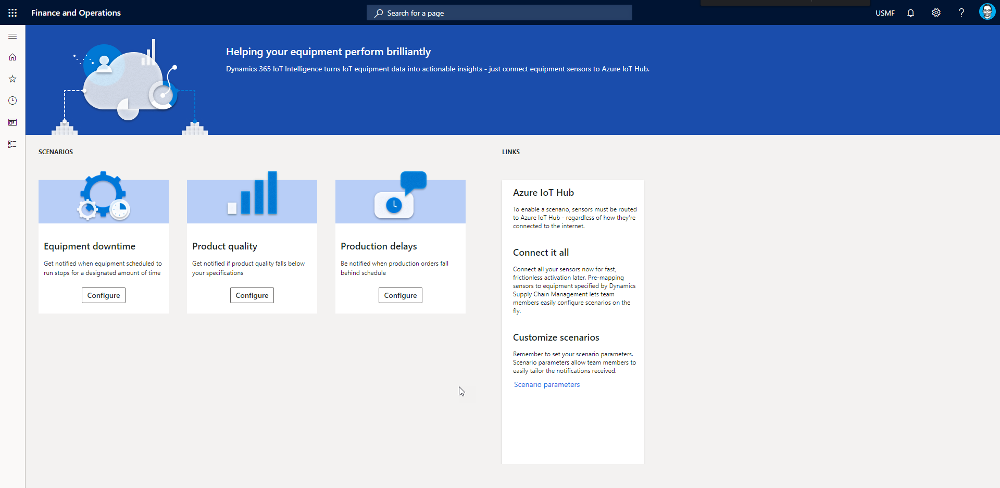 Finance and Operations
Search for a page
USMF
Helping your equipment perform brilliantly
Dynamics 365 IoT Intelligence turns IoT equipment data into actionable insights - just connect equipment sensors to Azure IoT Hub.
SCENARIOS
Equipment downtime
Get notified when equipment scheduled to
run stops for a designated amount of time
Configure
Product quality
Get notified if product quality falls below
your specifications
Configure
Production delays
Be notified when production orders fall
behind schedule
Configure
LINKS
Azure IoT Hub
To enable a scenario, sensors must be routed
to Azure IoT Hub - regardless of how they're
connected to the internet.
Connect it all
Connect all your sensors now for fast,
frictionless activation later. Pre-mapping
sensors to equipment specified by Dynamics
Supply Chain Management lets team
members easily configure scenarios on the
fly.
Customize scenarios
Remember to set your scenario parameters.
Scenario parameters allow team members to
easily tailor the notifications received.
Scenario parameters